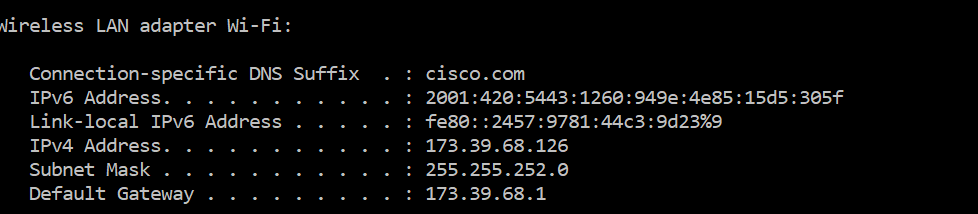 Wireless LAN adapter Wi-Fi:
Connection-specific DNS Suffix . : cisco.com
IPv6 Address. . . . . . . . . . . : 2001:420:5443:1260:949e:4e85:15d5:305f
Link-local IPv6 Address . . . . . : fe80::2457:9781:44c3:9d23%9
IPv4 Address. . . . . . . . . . . : 173.39.68.126
Subnet Mask . . . . . . . . . . . : 255.255.252.0
Default Gateway . . . . . . . . . : 173.39.68.1